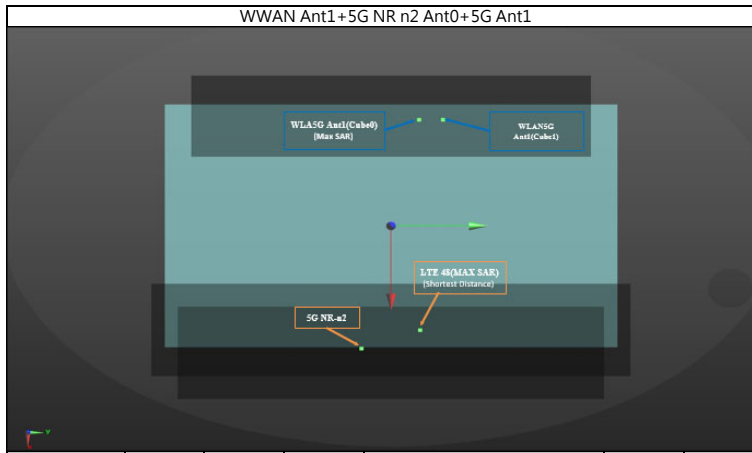 WWAN Ant1+5G NR n2 Ant0+5G Ant1
WLA5G Ant1(Cube0)
(Max SAR)
WLAN5G
Ant1(Cube1)
LTE 48(MAX SAR)
(Shortest Distance)
5G NR-n2
y